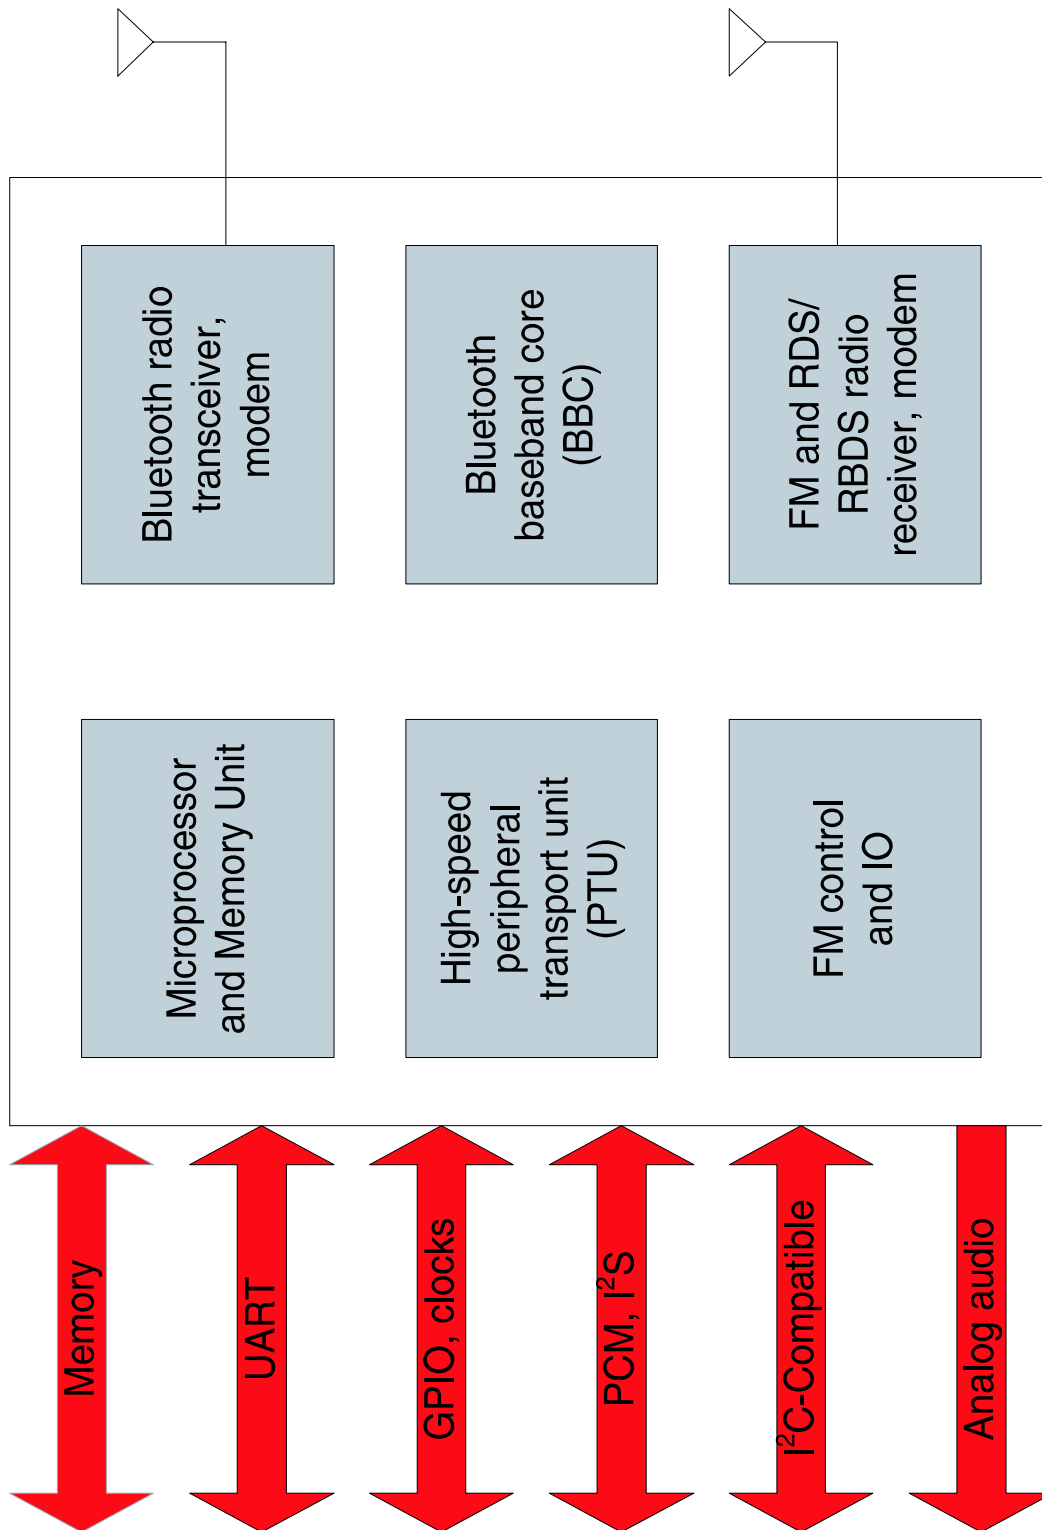 Bluetooth radio
transceiver,
modem
Bluetooth
baseband core
(BBC)
FM and RDS/
RBDS radio
receiver, modem
Microprocessor
and Memory Unit
High-speed
peripheral
transport unit
(PTU)
FM control
and IO
Memory
UART
GPIO, clocks
PCM, I²S
I²C-Compatible
Analog audio